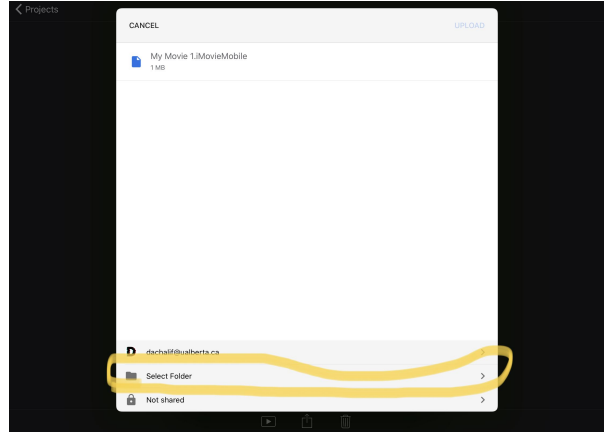 Projects
CANCEL
UPLOAD
My Movie 1.iMovieMobile
1 MB
D
dachalif@ualberta.ca
Select Folder
Not shared